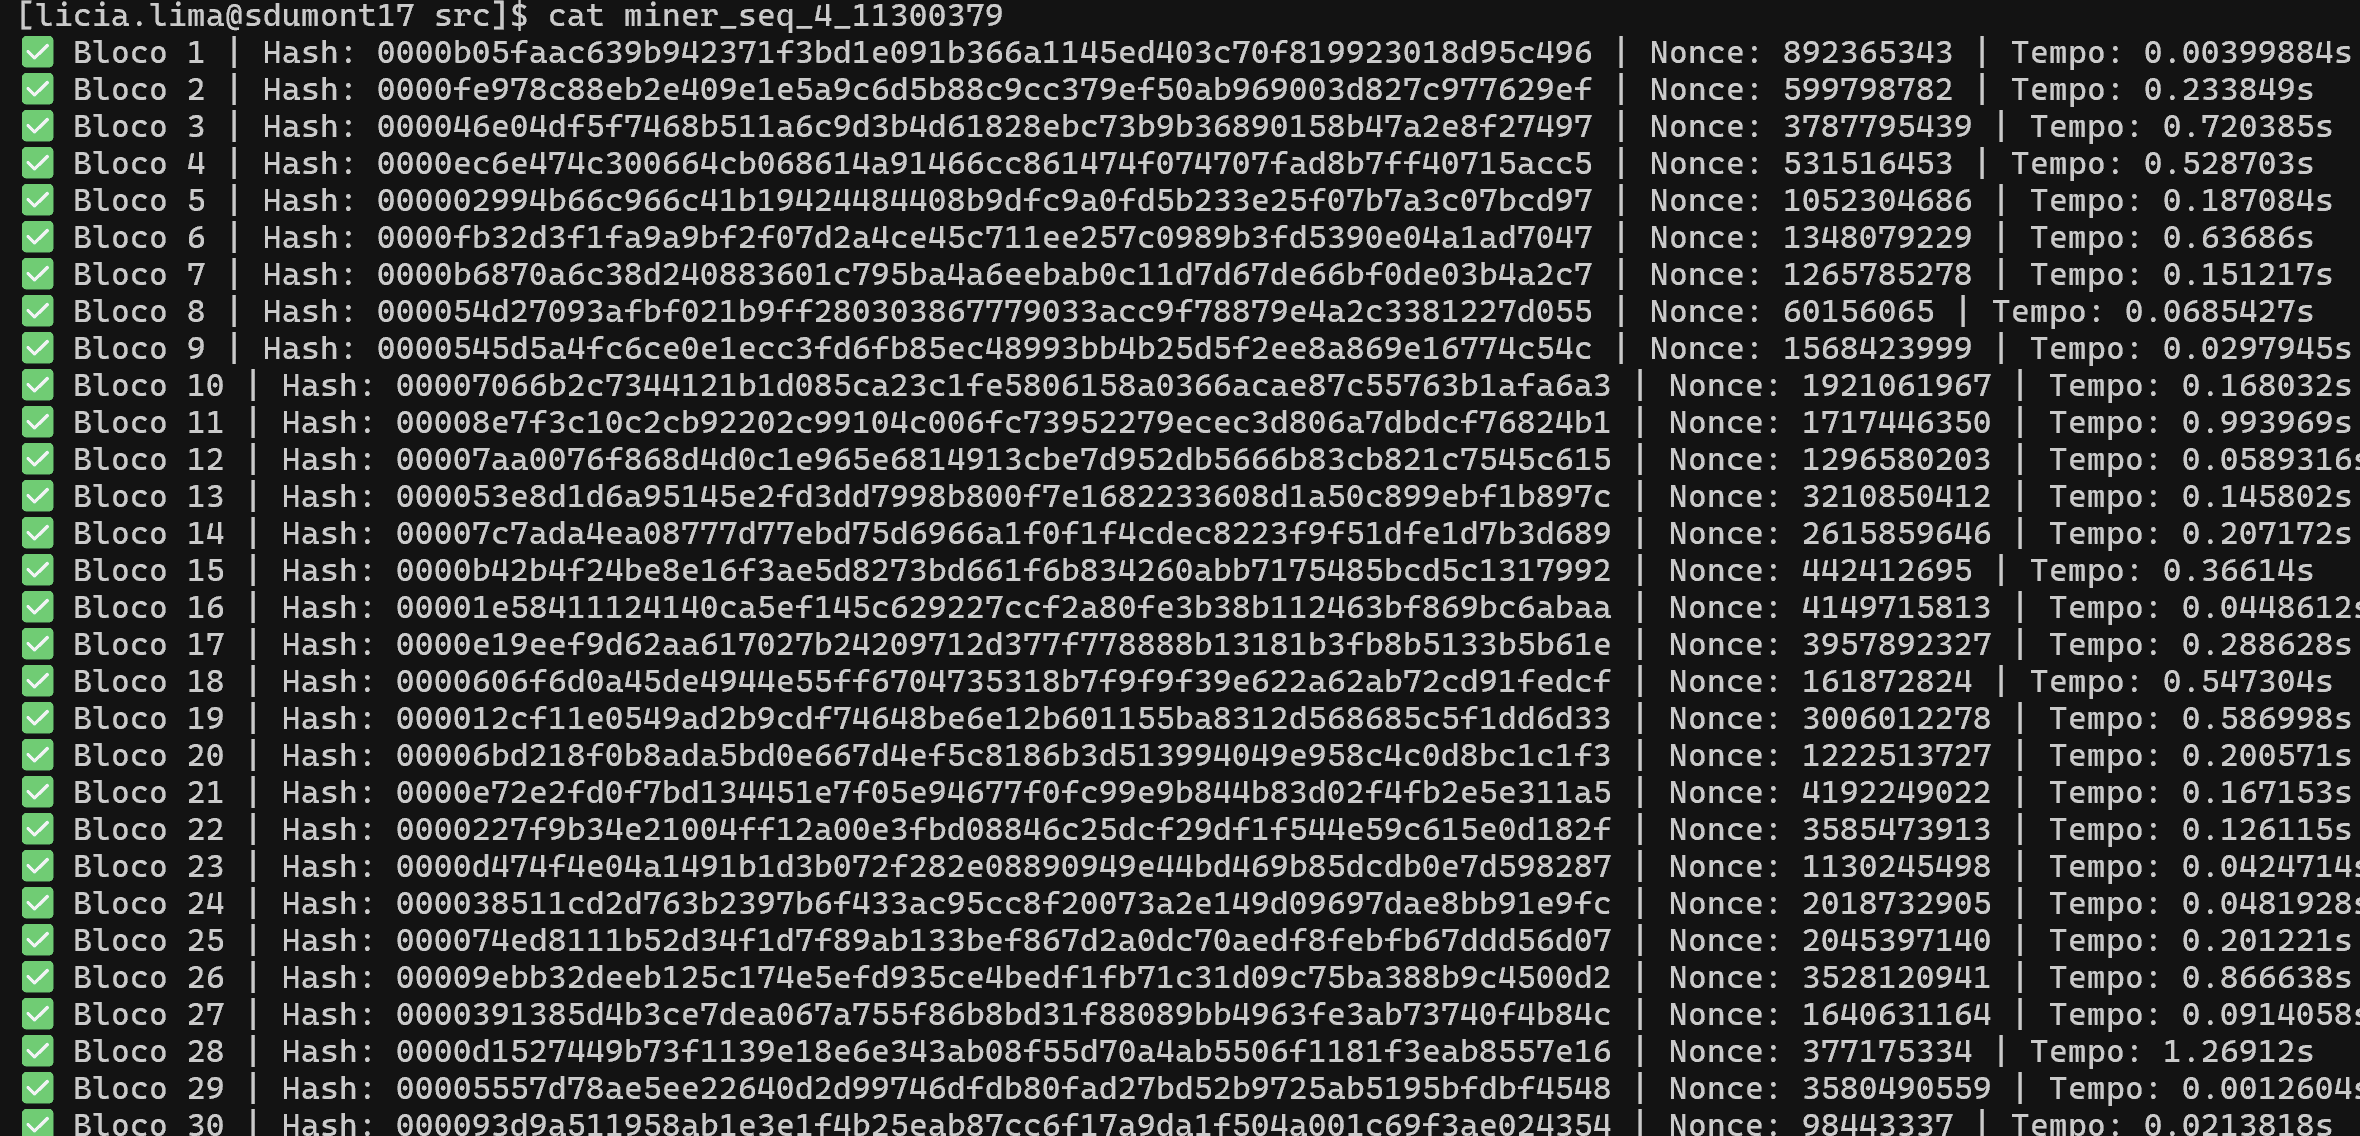 [licia.lima@sdumont17 src]$ cat miner_seq_4_11300379
✅ Bloco 1 | Hash: 0000b05faac639b942371f3bd1e091b366a1145ed403c70f819923018d95c496 | Nonce: 892365343 | Tempo: 0.00399884s
✅ Bloco 2 | Hash: 0000fe978c88eb2e409e1e5a9c6d5b88c9cc379ef50ab969003d827c977629ef | Nonce: 599798782 | Tempo: 0.233849s
✅ Bloco 3 | Hash: 000046e04df5f7468b511a6c9d3b4d61828ebc73b9b36890158b47a2e8f27497 | Nonce: 3787795439 | Tempo: 0.720385s
✅ Bloco 4 | Hash: 0000ec6e474c300664cb068614a91466cc861474f074707fad8b7ff40715acc5 | Nonce: 531516453 | Tempo: 0.528703s
✅ Bloco 5 | Hash: 000002994b66c966c41b19424484408b9dfc9a0fd5b233e25f07b7a3c07bcd97 | Nonce: 1052304686 | Tempo: 0.187084s
✅ Bloco 6 | Hash: 0000fb32d3f1fa9a9bf2f07d2a4ce45c711ee257c0989b3fd5390e04a1ad7047 | Nonce: 1348079229 | Tempo: 0.63686s
✅ Bloco 7 | Hash: 0000b6870a6c38d240883601c795ba4a6eebab0c11d7d67de66bf0de03b4a2c7 | Nonce: 1265785278 | Tempo: 0.151217s
✅ Bloco 8 | Hash: 000054d27093afbf021b9ff280303867779033acc9f78879e4a2c3381227d055 | Nonce: 60156065 | Tempo: 0.0685427s
✅ Bloco 9 | Hash: 0000545d5a4fc6ce0e1ecc3fd6fb85ec48993bb4b25d5f2ee8a869e16774c54c | Nonce: 1568423999 | Tempo: 0.0297945s
✅ Bloco 10 | Hash: 00007066b2c7344121b1d085ca23c1fe5806158a0366acae87c55763b1afa6a3 | Nonce: 1921061967 | Tempo: 0.168032s
✅ Bloco 11 | Hash: 00008e7f3c10c2cb92202c99104c006fc73952279ecec3d806a7dbdcf76824b1 | Nonce: 1717446350 | Tempo: 0.993969s
✅ Bloco 12 | Hash: 00007aa0076f868d4d0c1e965e6814913cbe7d952db5666b83cb821c7545c615 | Nonce: 1296580203 | Tempo: 0.0589316s
✅ Bloco 13 | Hash: 000053e8d1d6a95145e2fd3dd7998b800f7e1682233608d1a50c899ebf1b897c | Nonce: 3210850412 | Tempo: 0.145802s
✅ Bloco 14 | Hash: 00007c7ada4ea08777d77ebd75d6966a1f0f1f4cdec8223f9f51dfe1d7b3d689 | Nonce: 2615859646 | Tempo: 0.207172s
✅ Bloco 15 | Hash: 0000b42b4f24be8e16f3ae5d8273bd661f6b834260abb7175485bcd5c1317992 | Nonce: 442412695 | Tempo: 0.36614s
✅ Bloco 16 | Hash: 00001e58411124140ca5ef145c629227ccf2a80fe3b38b112463bf869bc6abaa | Nonce: 4149715813 | Tempo: 0.0448612s
✅ Bloco 17 | Hash: 0000e19eef9d62aa617027b24209712d377f778888b13181b3fb8b5133b5b61e | Nonce: 3957892327 | Tempo: 0.288628s
✅ Bloco 18 | Hash: 0000606f6d0a45de4944e55ff6704735318b7f9f9f39e622a62ab72cd91fedcf | Nonce: 161872824 | Tempo: 0.547304s
✅ Bloco 19 | Hash: 000012cf11e0549ad2b9cdf74648be6e12b601155ba8312d568685c5f1dd6d33 | Nonce: 3006012278 | Tempo: 0.586998s
✅ Bloco 20 | Hash: 00006bd218f0b8ada5bd0e667d4ef5c8186b3d513994049e958c4c0d8bc1c1f3 | Nonce: 1222513727 | Tempo: 0.200571s
✅ Bloco 21 | Hash: 0000e72e2fd0f7bd134451e7f05e94677f0fc99e9b844b83d02f4fb2e5e311a5 | Nonce: 4192249022 | Tempo: 0.167153s
✅ Bloco 22 | Hash: 0000227f9b34e21004ff12a00e3fbd08846c25dcf29df1f544e59c615e0d182f | Nonce: 3585473913 | Tempo: 0.126115s
✅ Bloco 23 | Hash: 0000d474f4e04a1491b1d3b072f282e08890949e44bd469b85dcdb0e7d598287 | Nonce: 1130245498 | Tempo: 0.0424714s
✅ Bloco 24 | Hash: 000038511cd2d763b2397b6f433ac95cc8f20073a2e149d09697dae8bb91e9fc | Nonce: 2018732905 | Tempo: 0.0481928s
✅ Bloco 25 | Hash: 000074ed8111b52d34f1d7f89ab133bef867d2a0dc70aedf8febfb67ddd56d07 | Nonce: 2045397140 | Tempo: 0.201221s
✅ Bloco 26 | Hash: 00009ebb32deeb125c174e5efd935ce4bedf1fb71c31d09c75ba388b9c4500d2 | Nonce: 3528120941 | Tempo: 0.866638s
✅ Bloco 27 | Hash: 0000391385d4b3ce7dea067a755f86b8bd31f88089bb4963fe3ab73740f4b84c | Nonce: 1640631164 | Tempo: 0.0914058s
✅ Bloco 28 | Hash: 0000d1527449b73f1139e18e6e343ab08f55d70a4ab5506f1181f3eab8557e16 | Nonce: 377175334 | Tempo: 1.26912s
✅ Bloco 29 | Hash: 00005557d78ae5ee22640d2d99746dfdb80fad27bd52b9725ab5195bfdbf4548 | Nonce: 3580490559 | Tempo: 0.0012604s
✅ Bloco 30 | Hash: 000093d9a511958ab1e3e1f4b25eab87cc6f17a9da1f504a001c69f3ae024354 | Nonce: 98443337 | Tempo: 0.0213818s